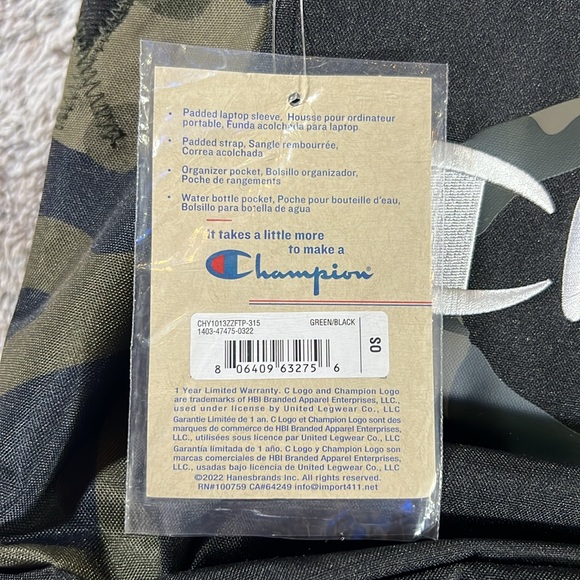 • Padded laptop sleeve, Housse pour ordinateur
portable, Funda acolchada para laptop
• Padded strap, Sangle rembourrée,
Correa acolchada
• Organizer pocket, Bolsillo organizador,
Poche de rangements
• Water bottle pocket, Poche pour bouteille d'eau,
Bolsillo para botella de agua
It takes a little more
to make a
Champion®
CHY1013ZZFTP-315 GREEN/BLACK
1403-47475-0322
OS
8 06409 63275 6
1 Year Limited Warranty. C Logo and Champion Logo
are trademarks of HBI Branded Apparel Enterprises, LLC.,
used under license by United Legwear Co., LLC.
Garantie Limitée de 1 an. C Logo et Champion Logo sont des
marques de commerce de HBI Branded Apparel Enterprises,
LLC., utilisées sous licence par United Legwear Co., LLC.
Garantía limitada de 1 año. C Logo y Champion Logo son
marcas comerciales de HBI Branded Apparel Enterprises,
LLC., usadas bajo licencia de United Legwear Co., LLC.
©2022 Hanesbrands Inc. All rights reserved.
RN#100759 CA#64249 info@import411.net